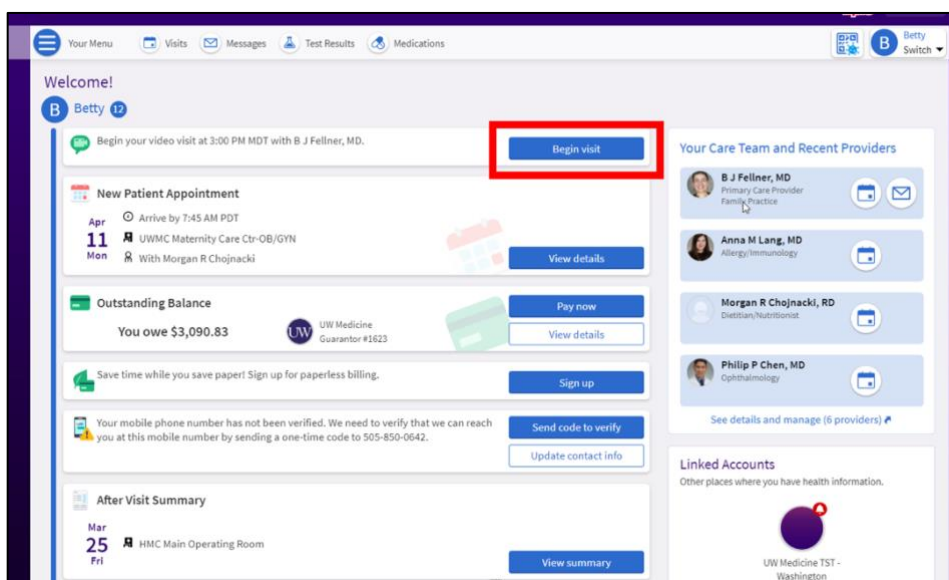 Your Menu
Visits
Messages
Test Results
Medications
B
Betty
Switch
Welcome!
B
Betty
12
Begin your video visit at 3:00 PM MDT with B J Fellner, MD.
Begin visit
New Patient Appointment
Apr
11
Mon
Arrive by 7:45 AM PDT
UWMC Maternity Care Ctr-OB/GYN
With Morgan R Chojnacki
View details
Outstanding Balance
You owe $3,090.83
UW
UW Medicine
Guarantor #1623
Pay now
View details
Save time while you save paper! Sign up for paperless billing.
Sign up
Your mobile phone number has not been verified. We need to verify that we can reach
you at this mobile number by sending a one-time code to 505-850-0642.
Send code to verify
Update contact info
After Visit Summary
Mar
25
Fri
HMC Main Operating Room
View summary
Your Care Team and Recent Providers
B J Fellner, MD
Primary Care Provider
Family Practice
Anna M Lang, MD
Allergy/Immunology
Morgan R Chojnacki, RD
Dietitian/Nutritionist
Philip P Chen, MD
Ophthalmology
See details and manage (6 providers)
Linked Accounts
Other places where you have health information.
UW Medicine TST -
Washington